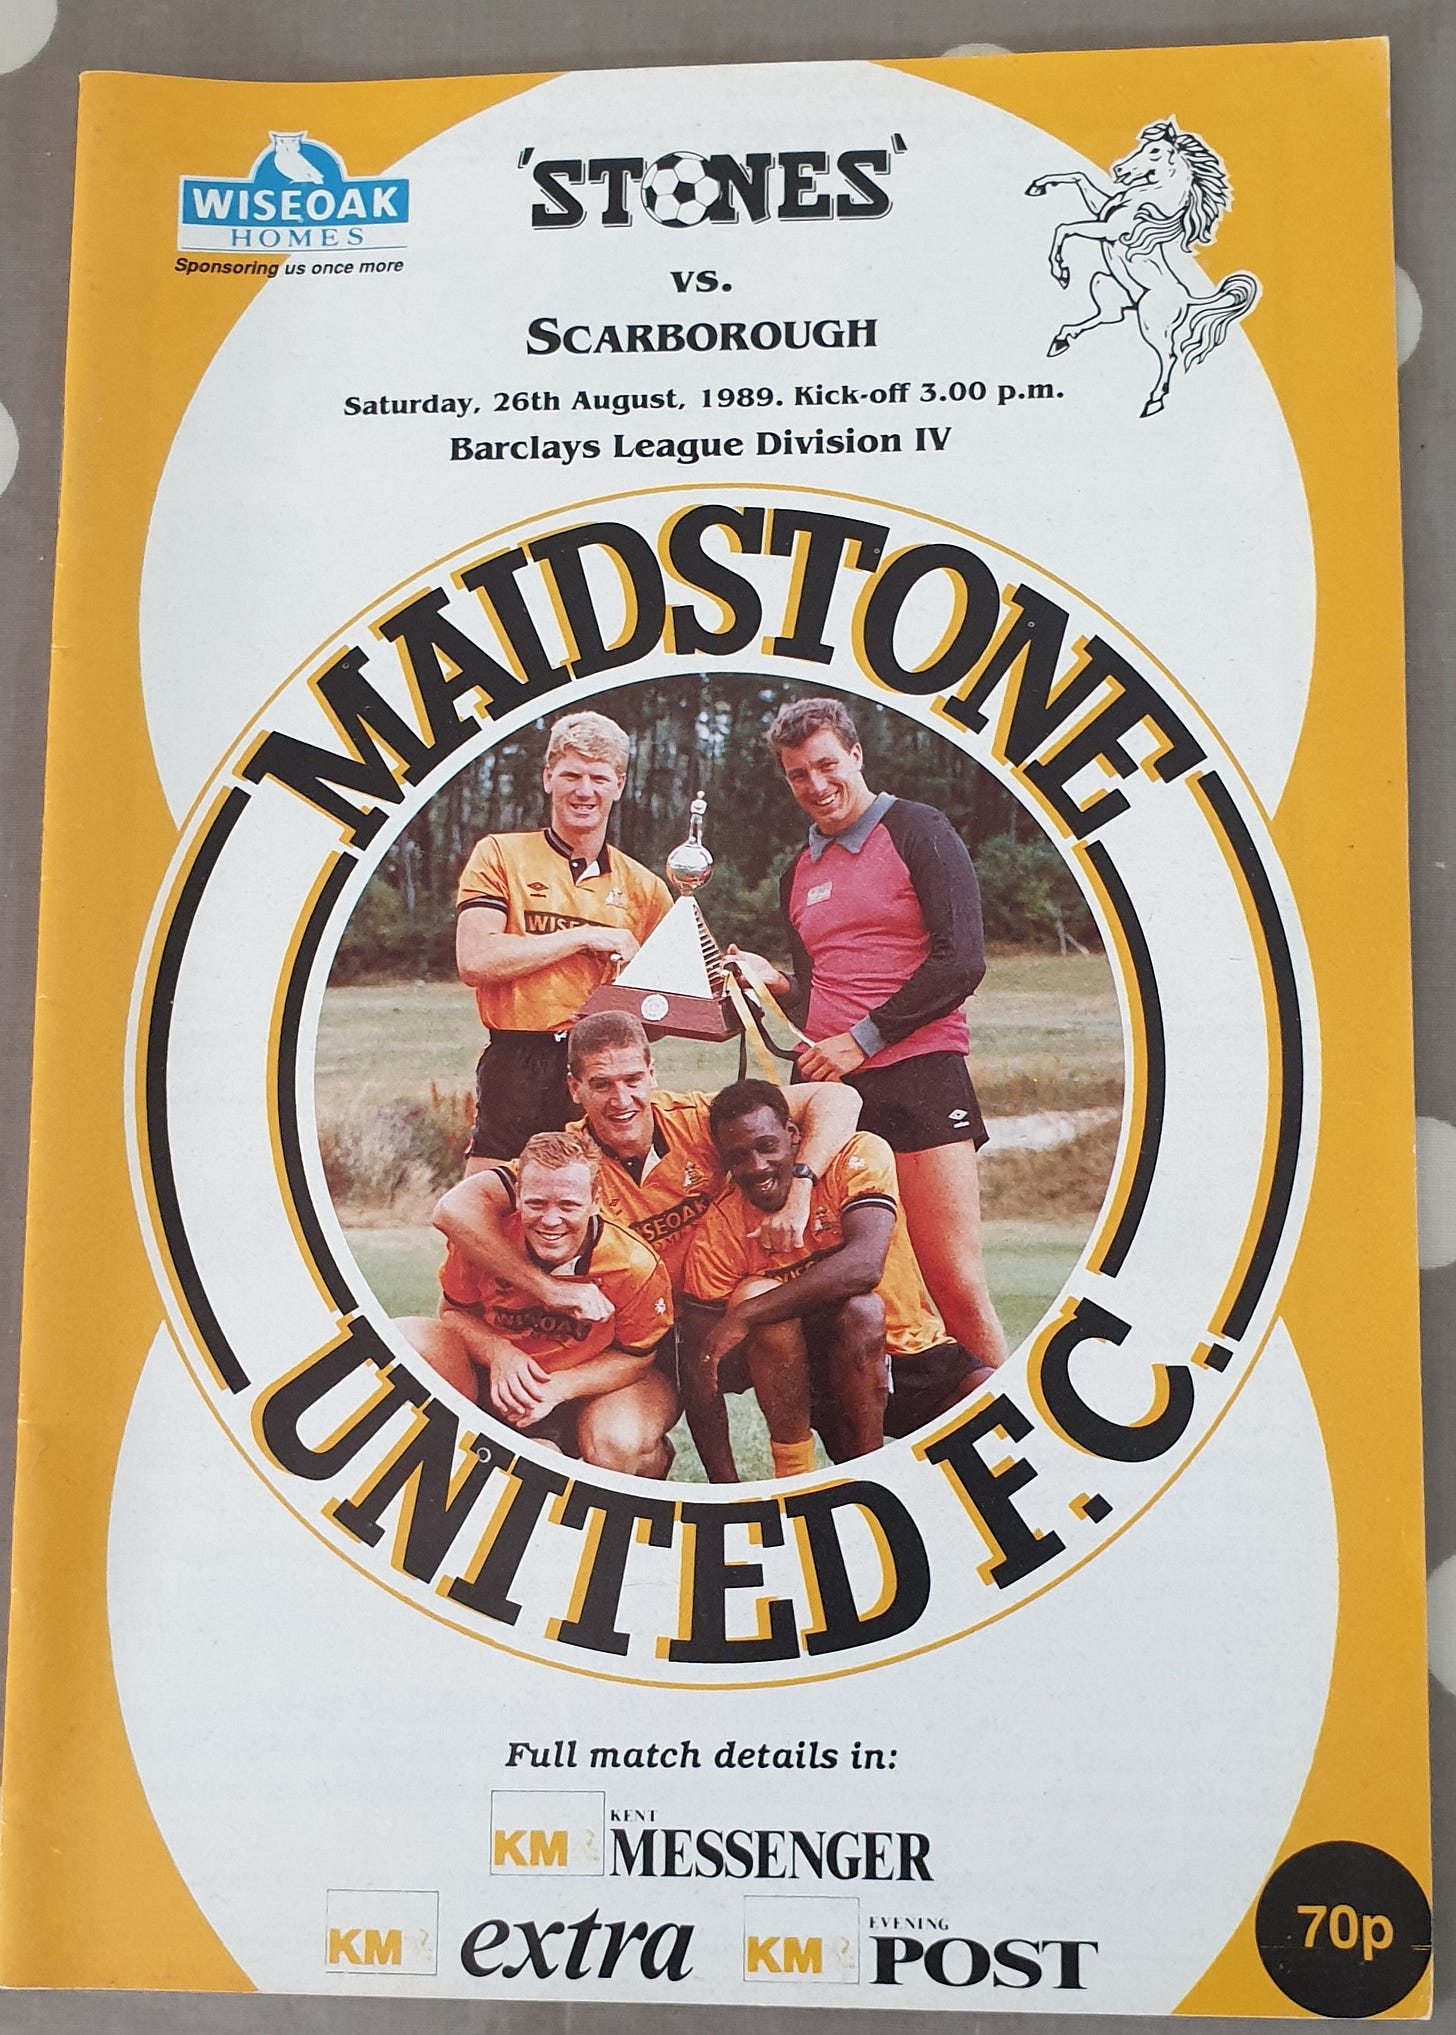 WISEOAK
HOMES
Sponsoring us once more
'STONES'
vs.
SCARBOROUGH
Saturday, 26th August, 1989. Kick-off 3.00 p.m.
Barclays League Division IV
MAIDSTONE
UNITED F.C.
Full match details in:
KM KENT MESSENGER
KM extra
KM EVENING POST
70p